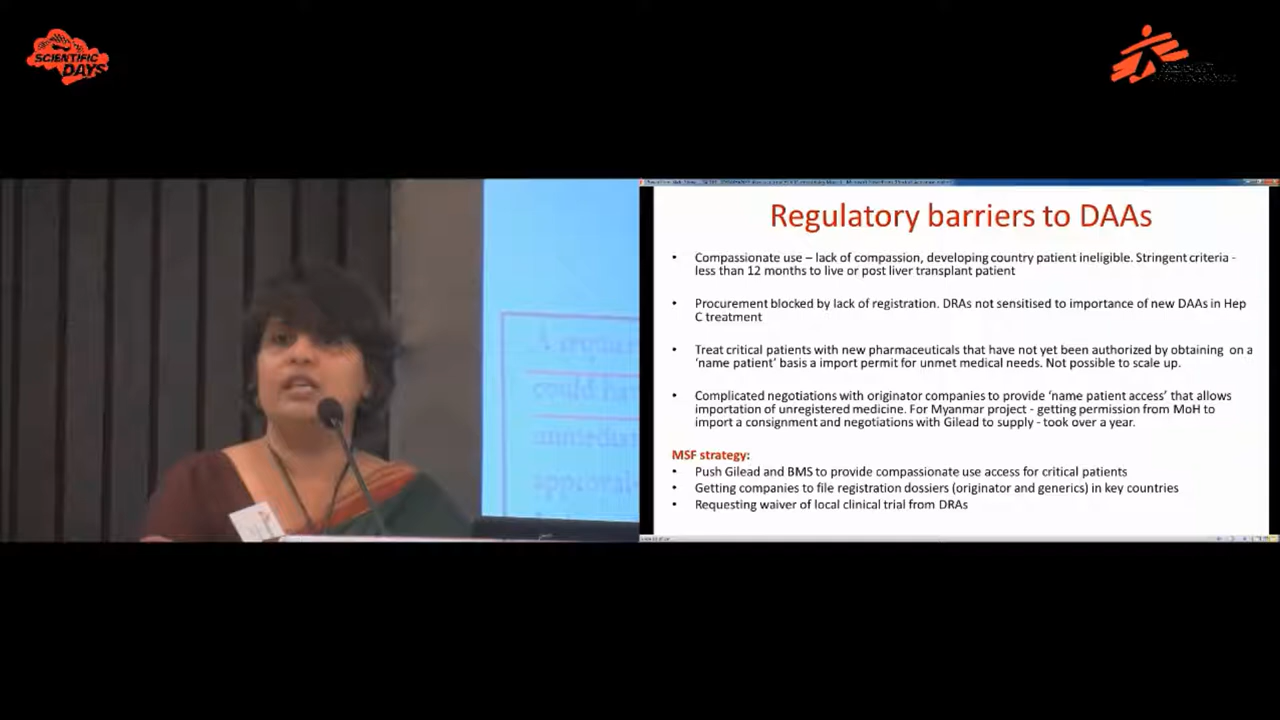 SCIENTIFIC
DAYS
Regulatory barriers to DAAs
• Compassionate use – lack of compassion, developing country patient ineligible. Stringent criteria -
less than 12 months to live or post liver transplant patient
• Procurement blocked by lack of registration. DRAs not sensitised to importance of new DAAs in Hep
C treatment
• Treat critical patients with new pharmaceuticals that have not yet been authorized by obtaining on a
‘name patient’ basis a import permit for unmet medical needs. Not possible to scale up.
• Complicated negotiations with originator companies to provide ‘name patient access’ that allows
importation of unregistered medicine. For Myanmar project - getting permission from MoH to
import a consignment and negotiations with Gilead to supply - took over a year.
MSF strategy:
• Push Gilead and BMS to provide compassionate use access for critical patients
• Getting companies to file registration dossiers (originator and generics) in key countries
• Requesting waiver of local clinical trial from DRAs